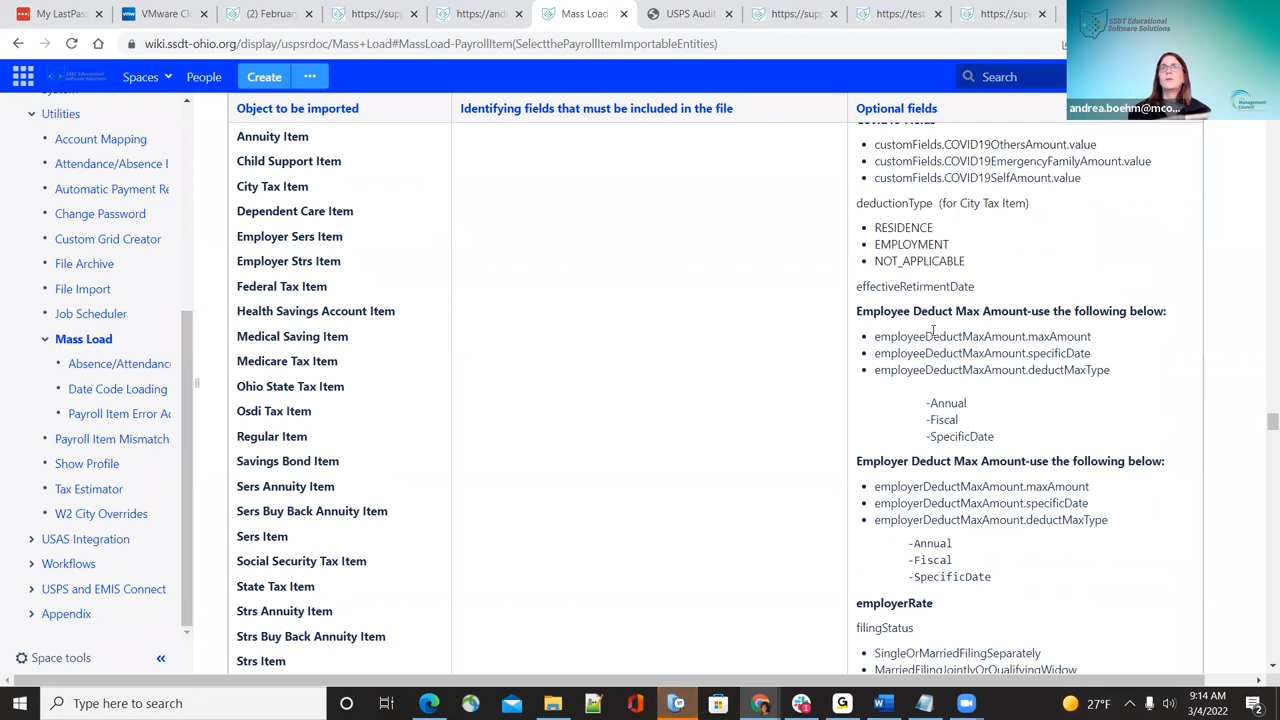 My LastPas
VMware Clo
(2) Februar
https://sup
https://and
Mass Load
USPS Audit
https://sup
https://test
https://sup
wiki.ssdt-ohio.org/display/uspsrdoc/Mass+Load#MassLoad-PayrollItem(SelectthePayrollItemImportableEntities)
SSDT Educational
Software Solutions
Management
Council
andrea.boehm@mco...
Spaces
People
Create
Search
Utilities
Account Mapping
Attendance/Absence I
Automatic Payment Re
Change Password
Custom Grid Creator
File Archive
File Import
Job Scheduler
Mass Load
Absence/Attendanc
Date Code Loading
Payroll Item Error Ac
Payroll Item Mismatch
Show Profile
Tax Estimator
W2 City Overrides
USAS Integration
Workflows
USPS and EMIS Connect
Appendix
Space tools
Object to be imported
Annuity Item
Child Support Item
City Tax Item
Dependent Care Item
Employer Sers Item
Employer Strs Item
Federal Tax Item
Health Savings Account Item
Medical Saving Item
Medicare Tax Item
Ohio State Tax Item
Osdi Tax Item
Regular Item
Savings Bond Item
Sers Annuity Item
Sers Buy Back Annuity Item
Sers Item
Social Security Tax Item
State Tax Item
Strs Annuity Item
Strs Buy Back Annuity Item
Strs Item
Identifying fields that must be included in the file
Optional fields
customFields.COVID19OthersAmount.value
customFields.COVID19EmergencyFamilyAmount.value
customFields.COVID19SelfAmount.value
deductionType (for City Tax Item)
RESIDENCE
EMPLOYMENT
NOT_APPLICABLE
effectiveRetirmentDate
Employee Deduct Max Amount-use the following below:
employeeDeductMaxAmount.maxAmount
employeeDeductMaxAmount.specificDate
employeeDeductMaxAmount.deductMaxType
-Annual
-Fiscal
-SpecificDate
Employer Deduct Max Amount-use the following below:
employerDeductMaxAmount.maxAmount
employerDeductMaxAmount.specificDate
employerDeductMaxAmount.deductMaxType
-Annual
-Fiscal
-SpecificDate
employerRate
filingStatus
SingleOrMarriedFilingSeparately
MarriedFilingJointlyOrQualifyingWidow
Type here to search
27°F
9:14 AM
3/4/2022
2